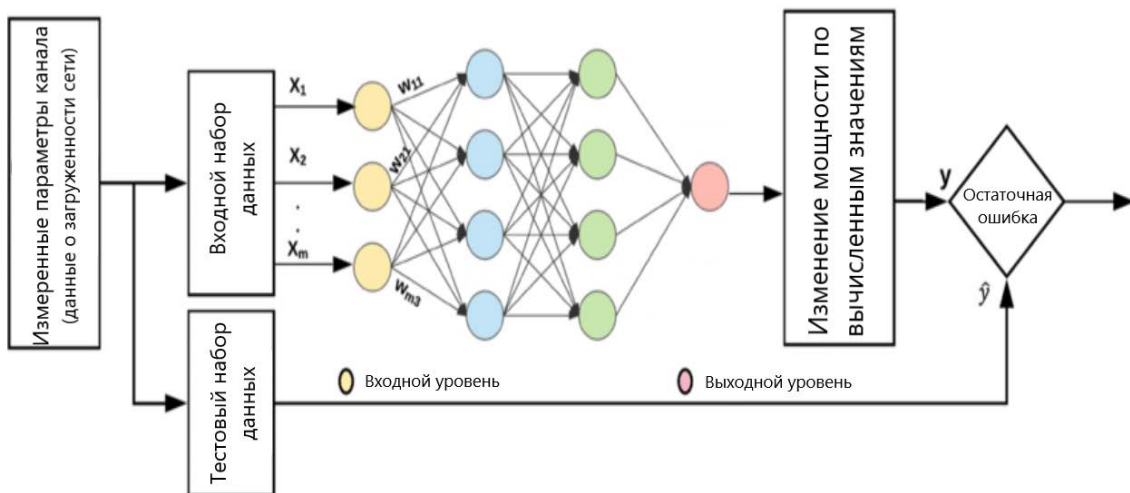 Измеренные параметры канала
(данные о загруженности сети)
Входной набор
данных
X1
X2
.
.
Xm
W11
W21
Wm3
Изменение мощности по
вычисленным значениям
y
Остаточная
ошибка
ŷ
Тестовый набор
данных
Входной уровень
Выходной уровень